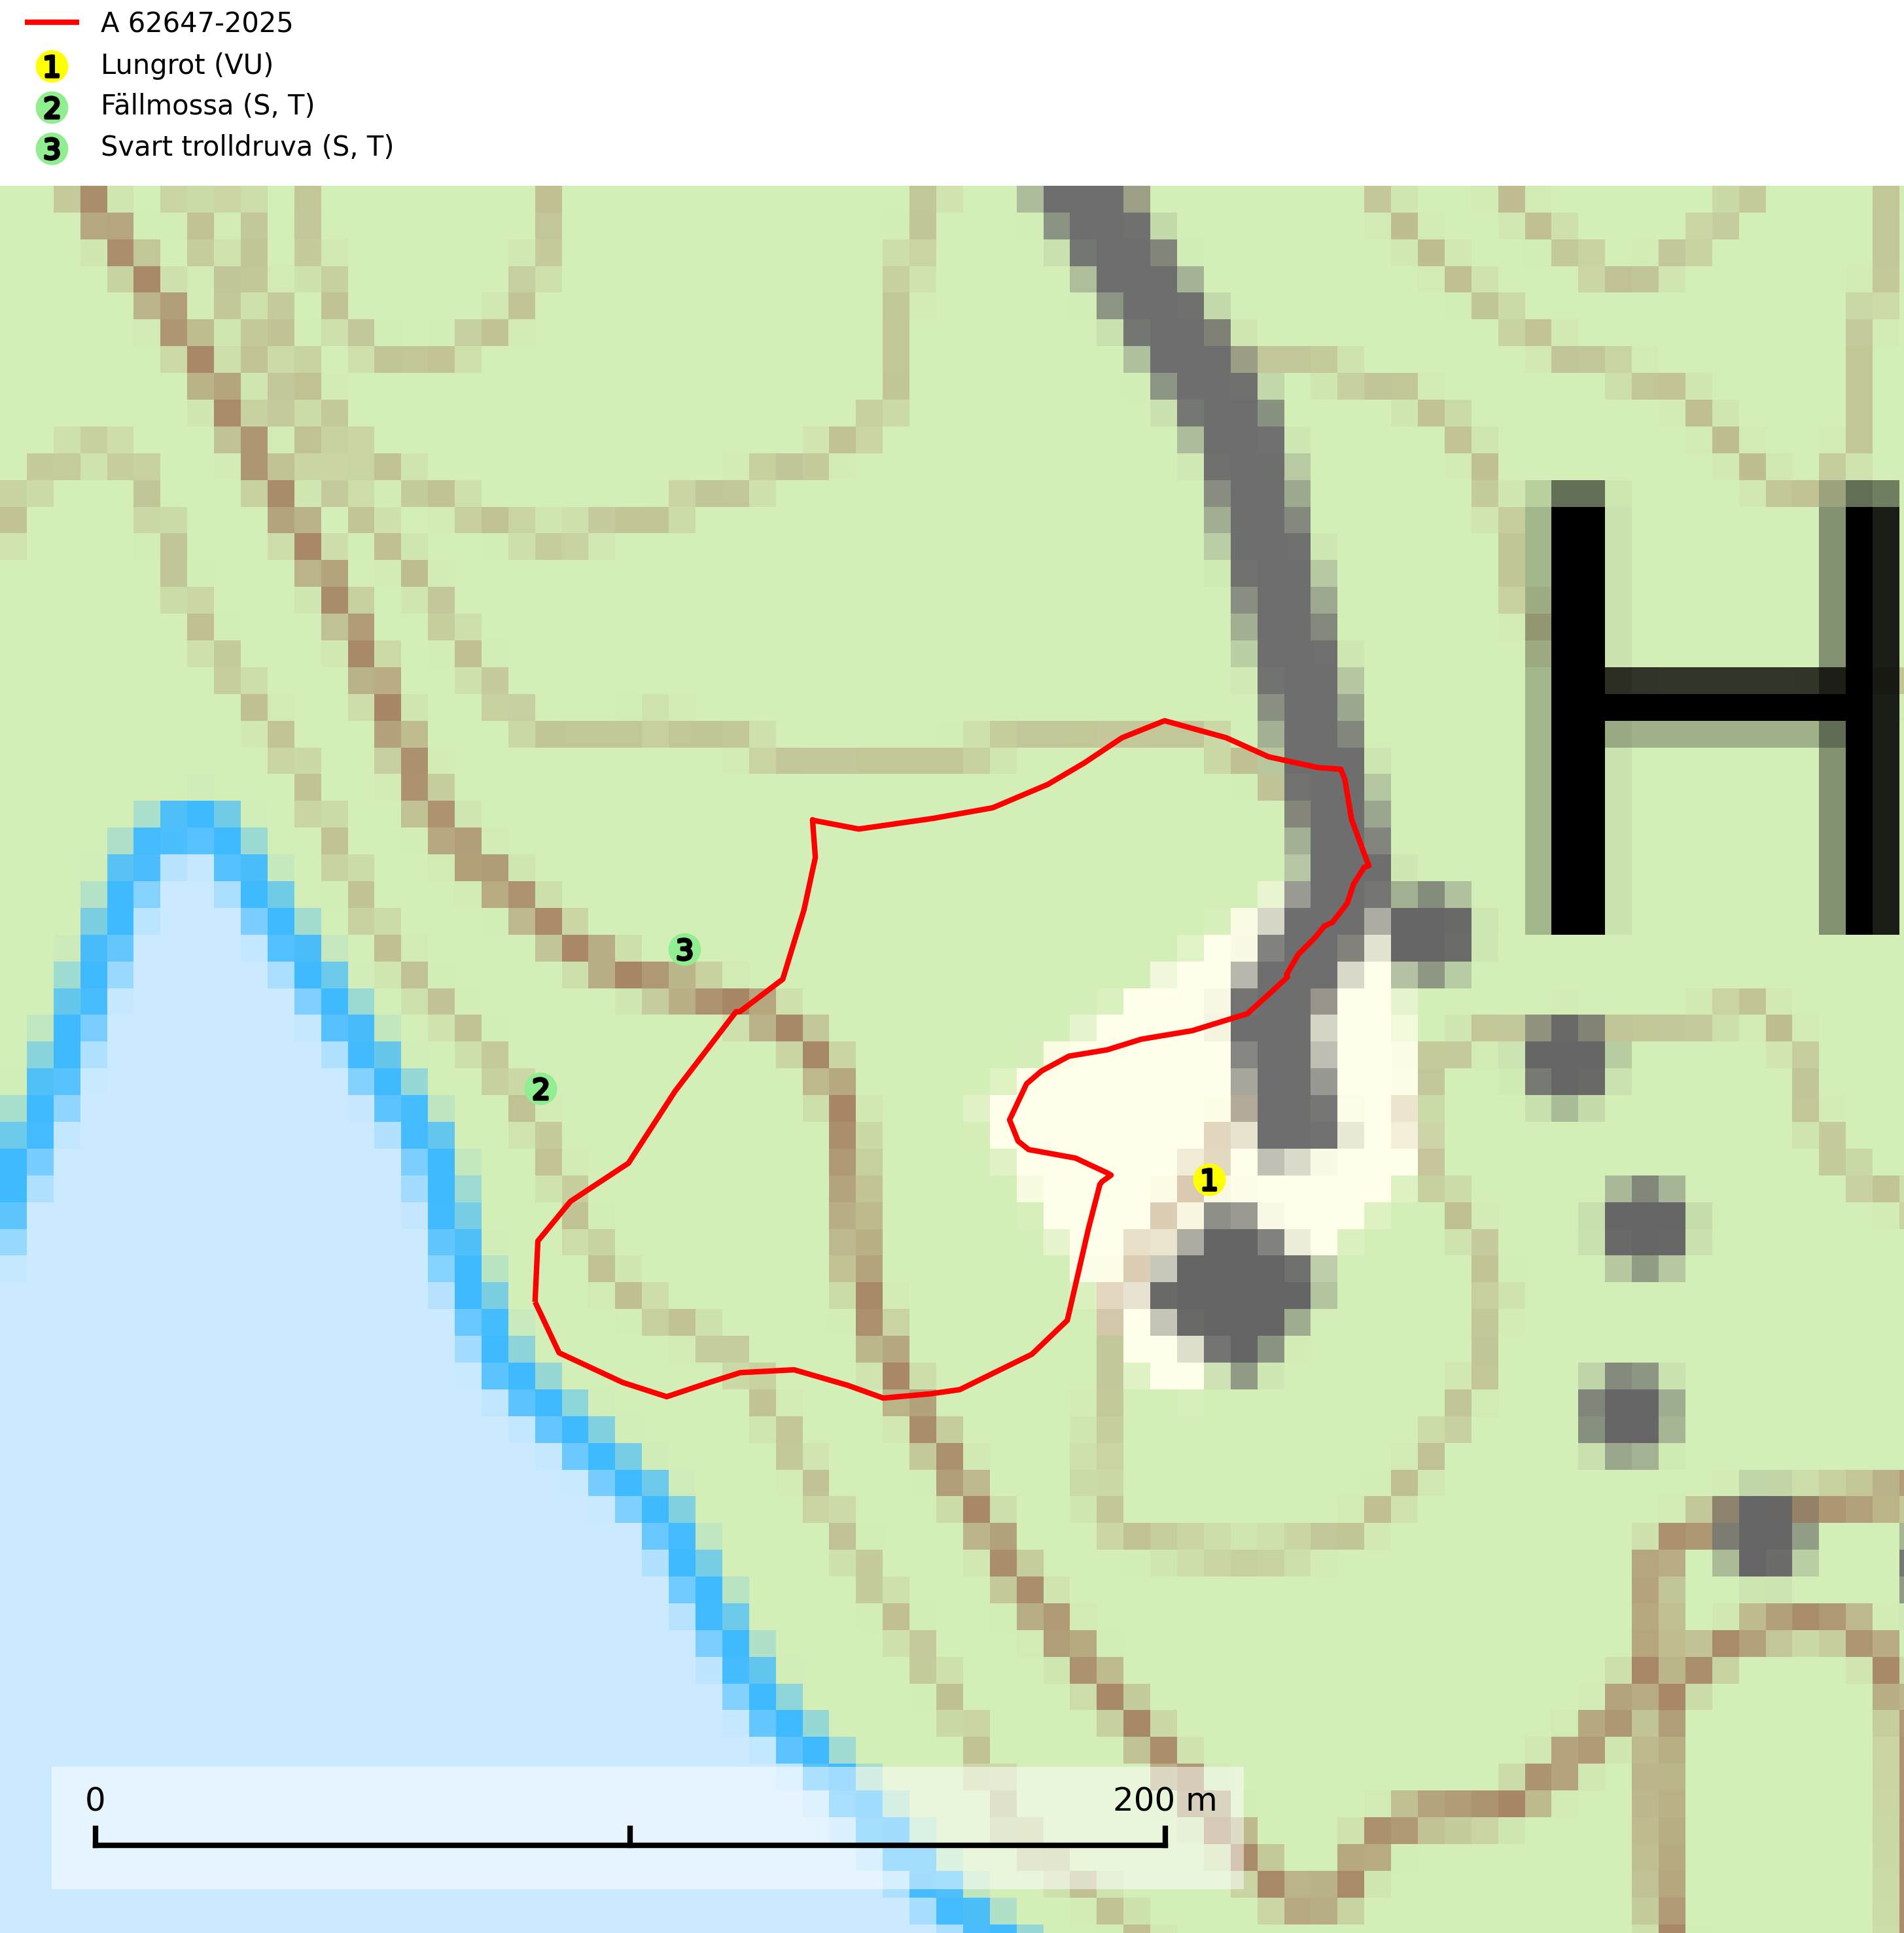 A 62647-2025
1 Lungrot (VU)
2 Fällmossa (S, T)
3 Svart trolldruva (S, T)
H
3
2
1
0 200 m